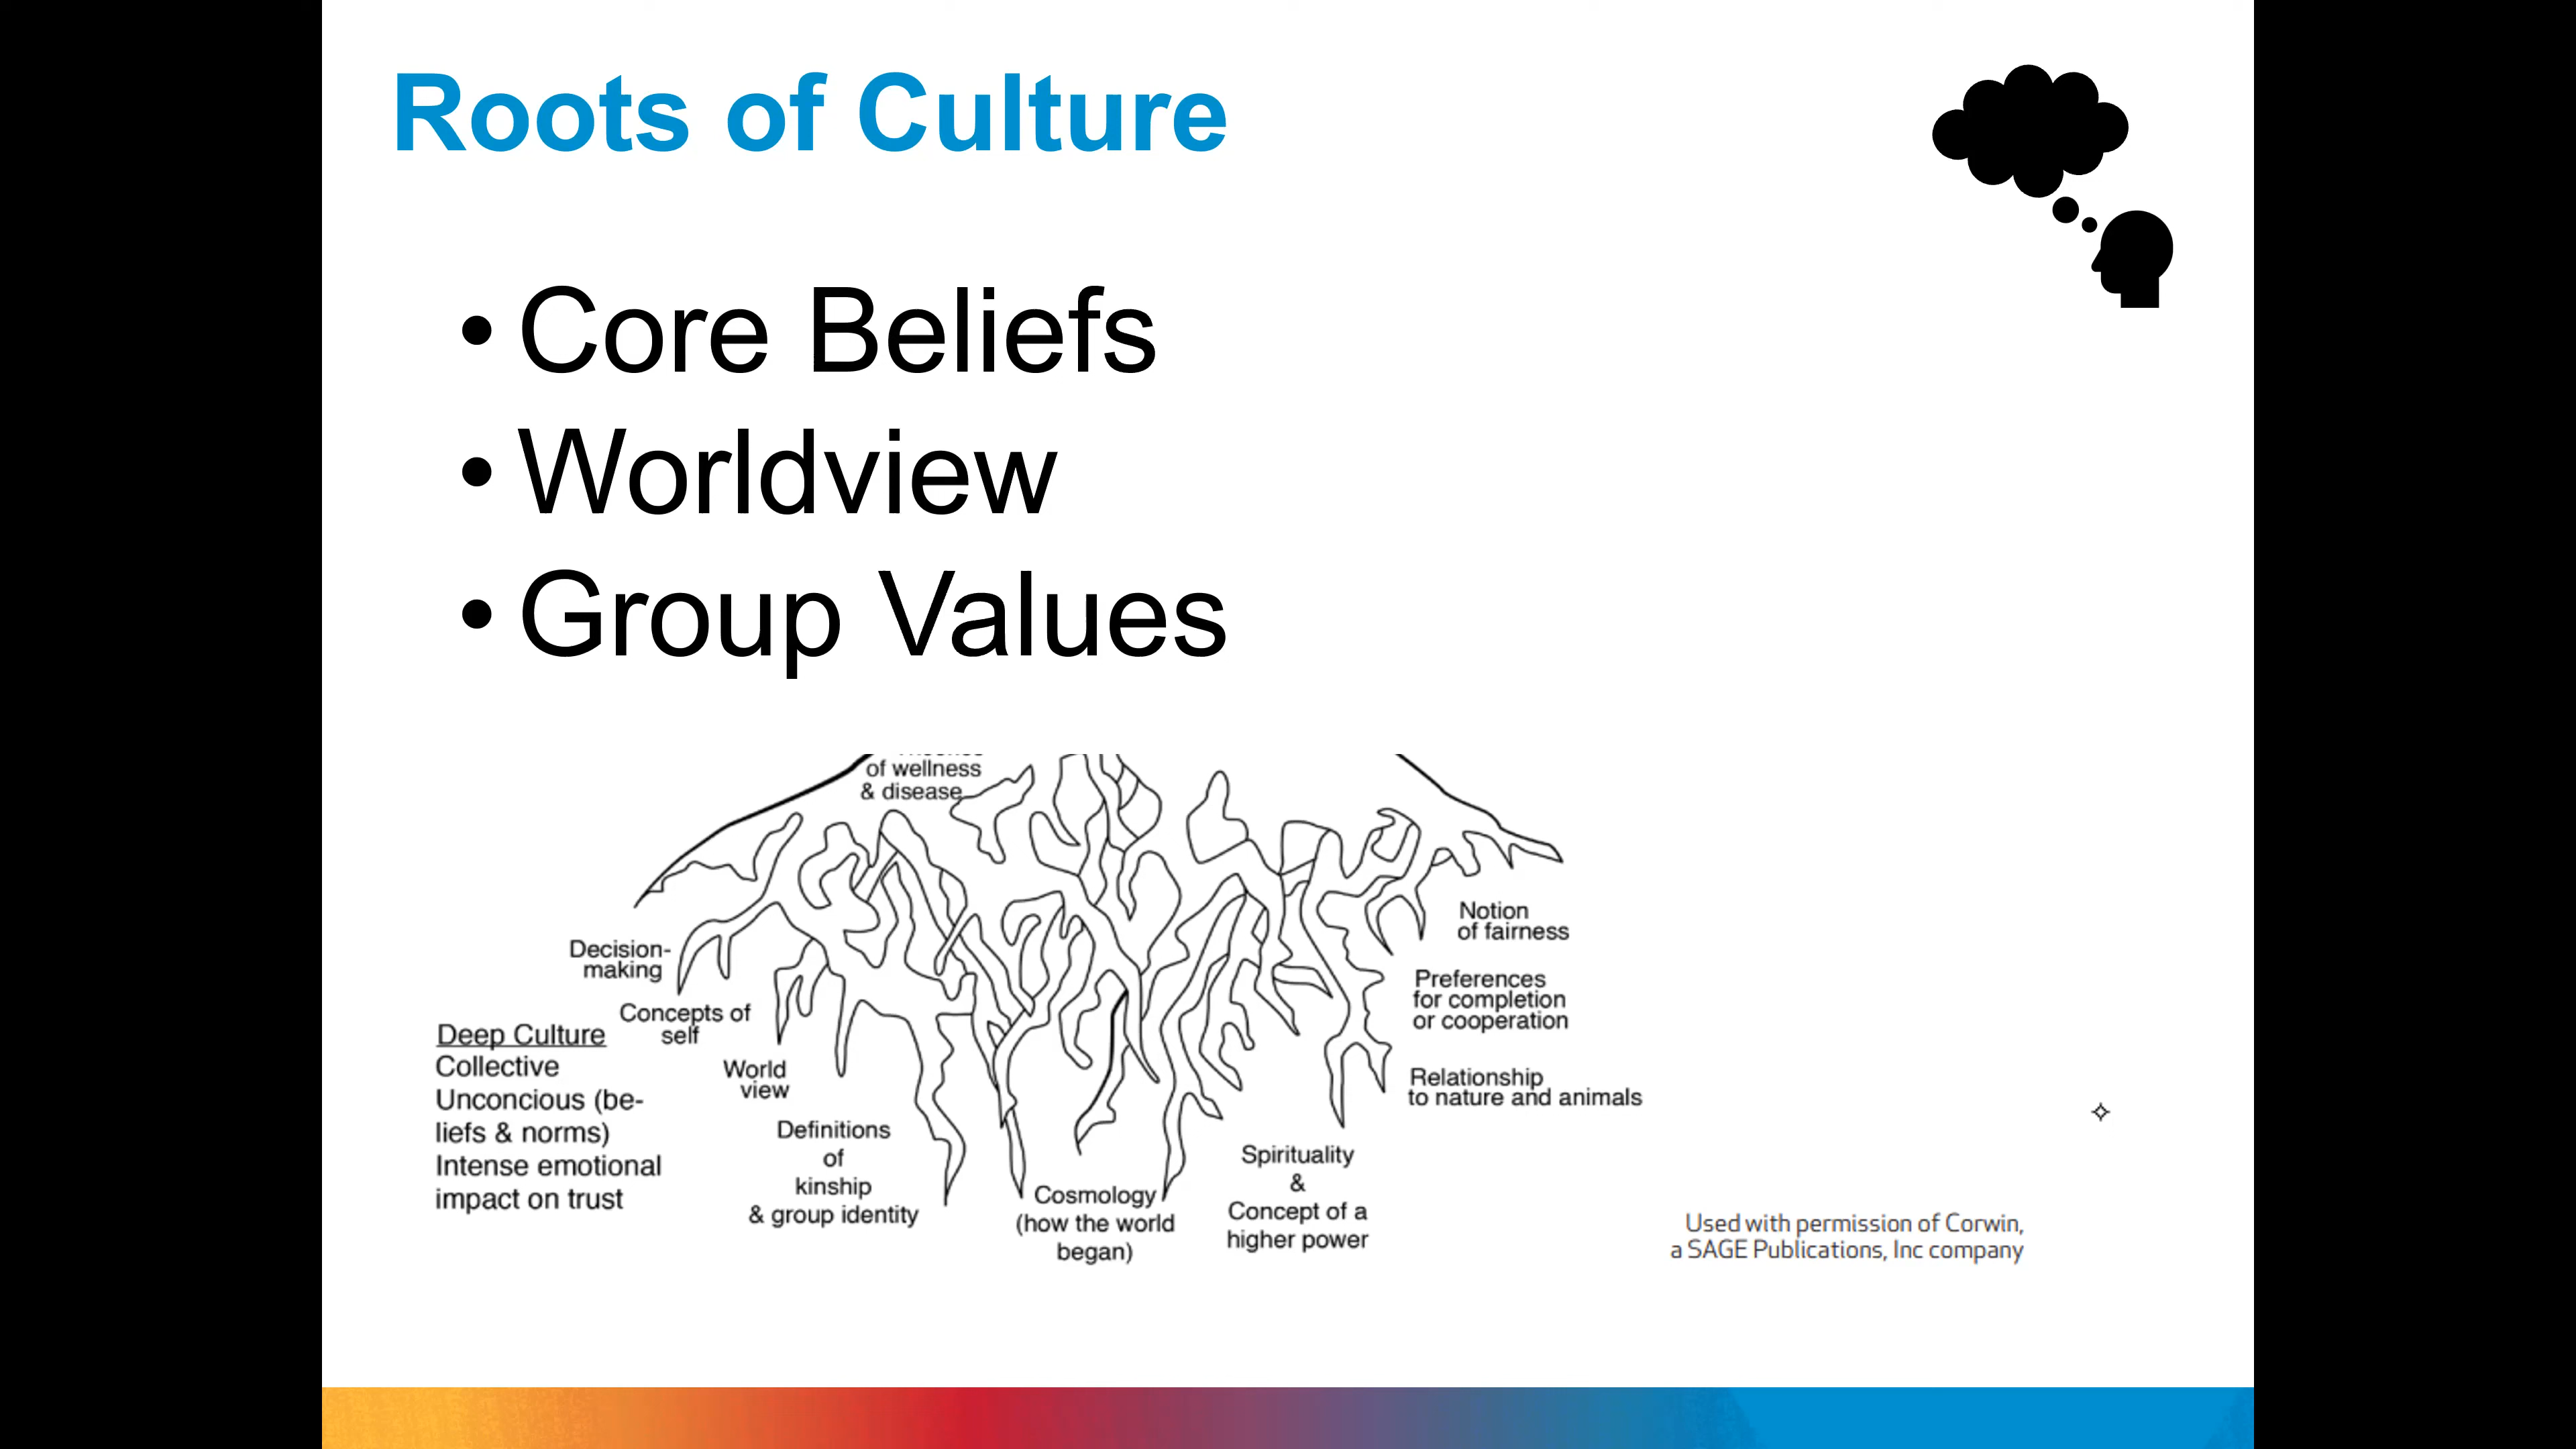 Roots of Culture
• Core Beliefs
• Worldview
• Group Values
of wellness
& disease
Decision-
making
Concepts of
self
World
view
Definitions
of
kinship
& group identity
Cosmology
(how the world
began)
Spirituality
&
Concept of a
higher power
Notion
of fairness
Preferences
for completion
or cooperation
Relationship
to nature and animals
Deep Culture
Collective
Unconcious (be-
liefs & norms)
Intense emotional
impact on trust
Used with permission of Corwin,
a SAGE Publications, Inc company